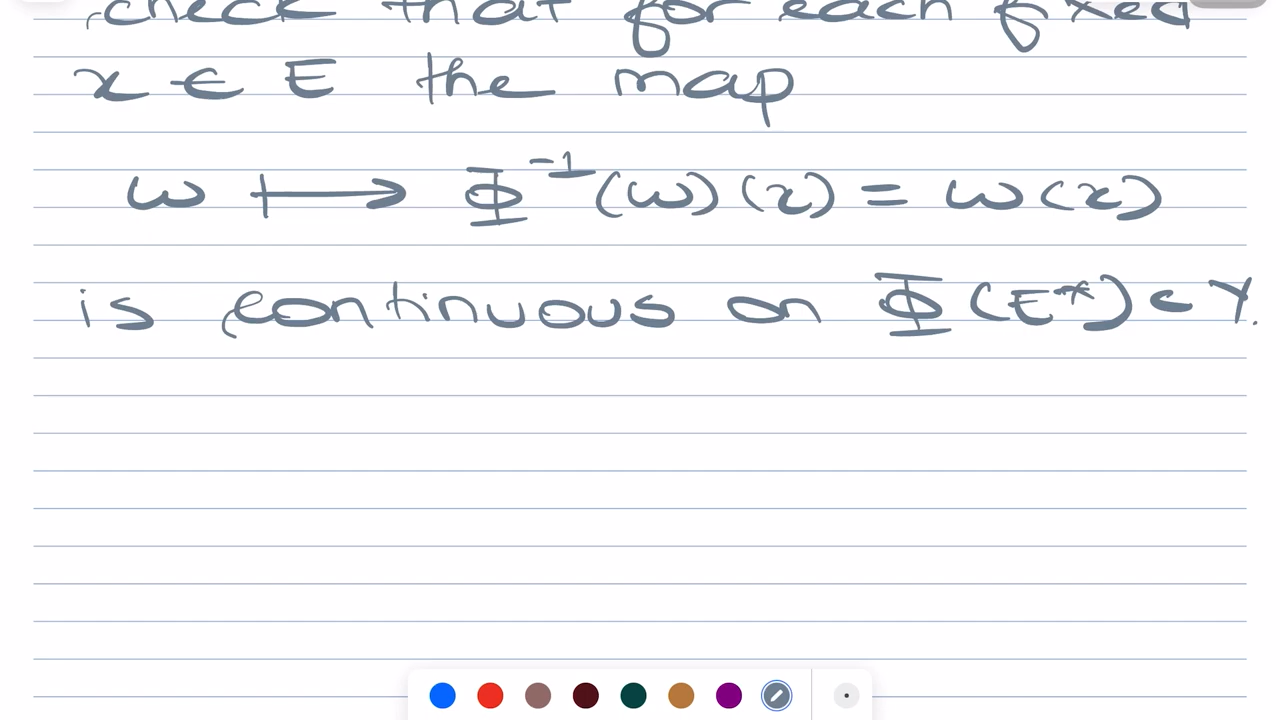 check that for each fixed
x ∈ E the map
ω ⟼ Φ⁻¹(ω)(x) = ω(x)
is continuous on Φ(E*) ⊂ Y.